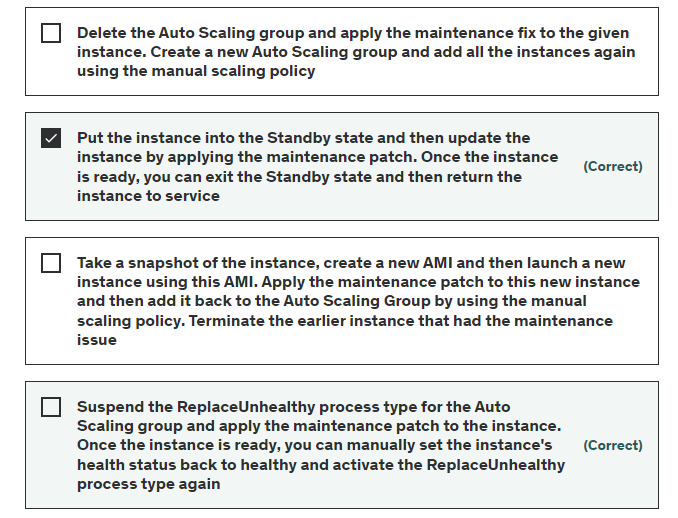 Delete the Auto Scaling group and apply the maintenance fix to the given
instance. Create a new Auto Scaling group and add all the instances again
using the manual scaling policy
Put the instance into the Standby state and then update the
instance by applying the maintenance patch. Once the instance
is ready, you can exit the Standby state and then return the
instance to service
(Correct)
Take a snapshot of the instance, create a new AMI and then launch a new
instance using this AMI. Apply the maintenance patch to this new instance
and then add it back to the Auto Scaling Group by using the manual
scaling policy. Terminate the earlier instance that had the maintenance
issue
Suspend the ReplaceUnhealthy process type for the Auto
Scaling group and apply the maintenance patch to the instance.
Once the instance is ready, you can manually set the instance's
health status back to healthy and activate the ReplaceUnhealthy
process type again
(Correct)